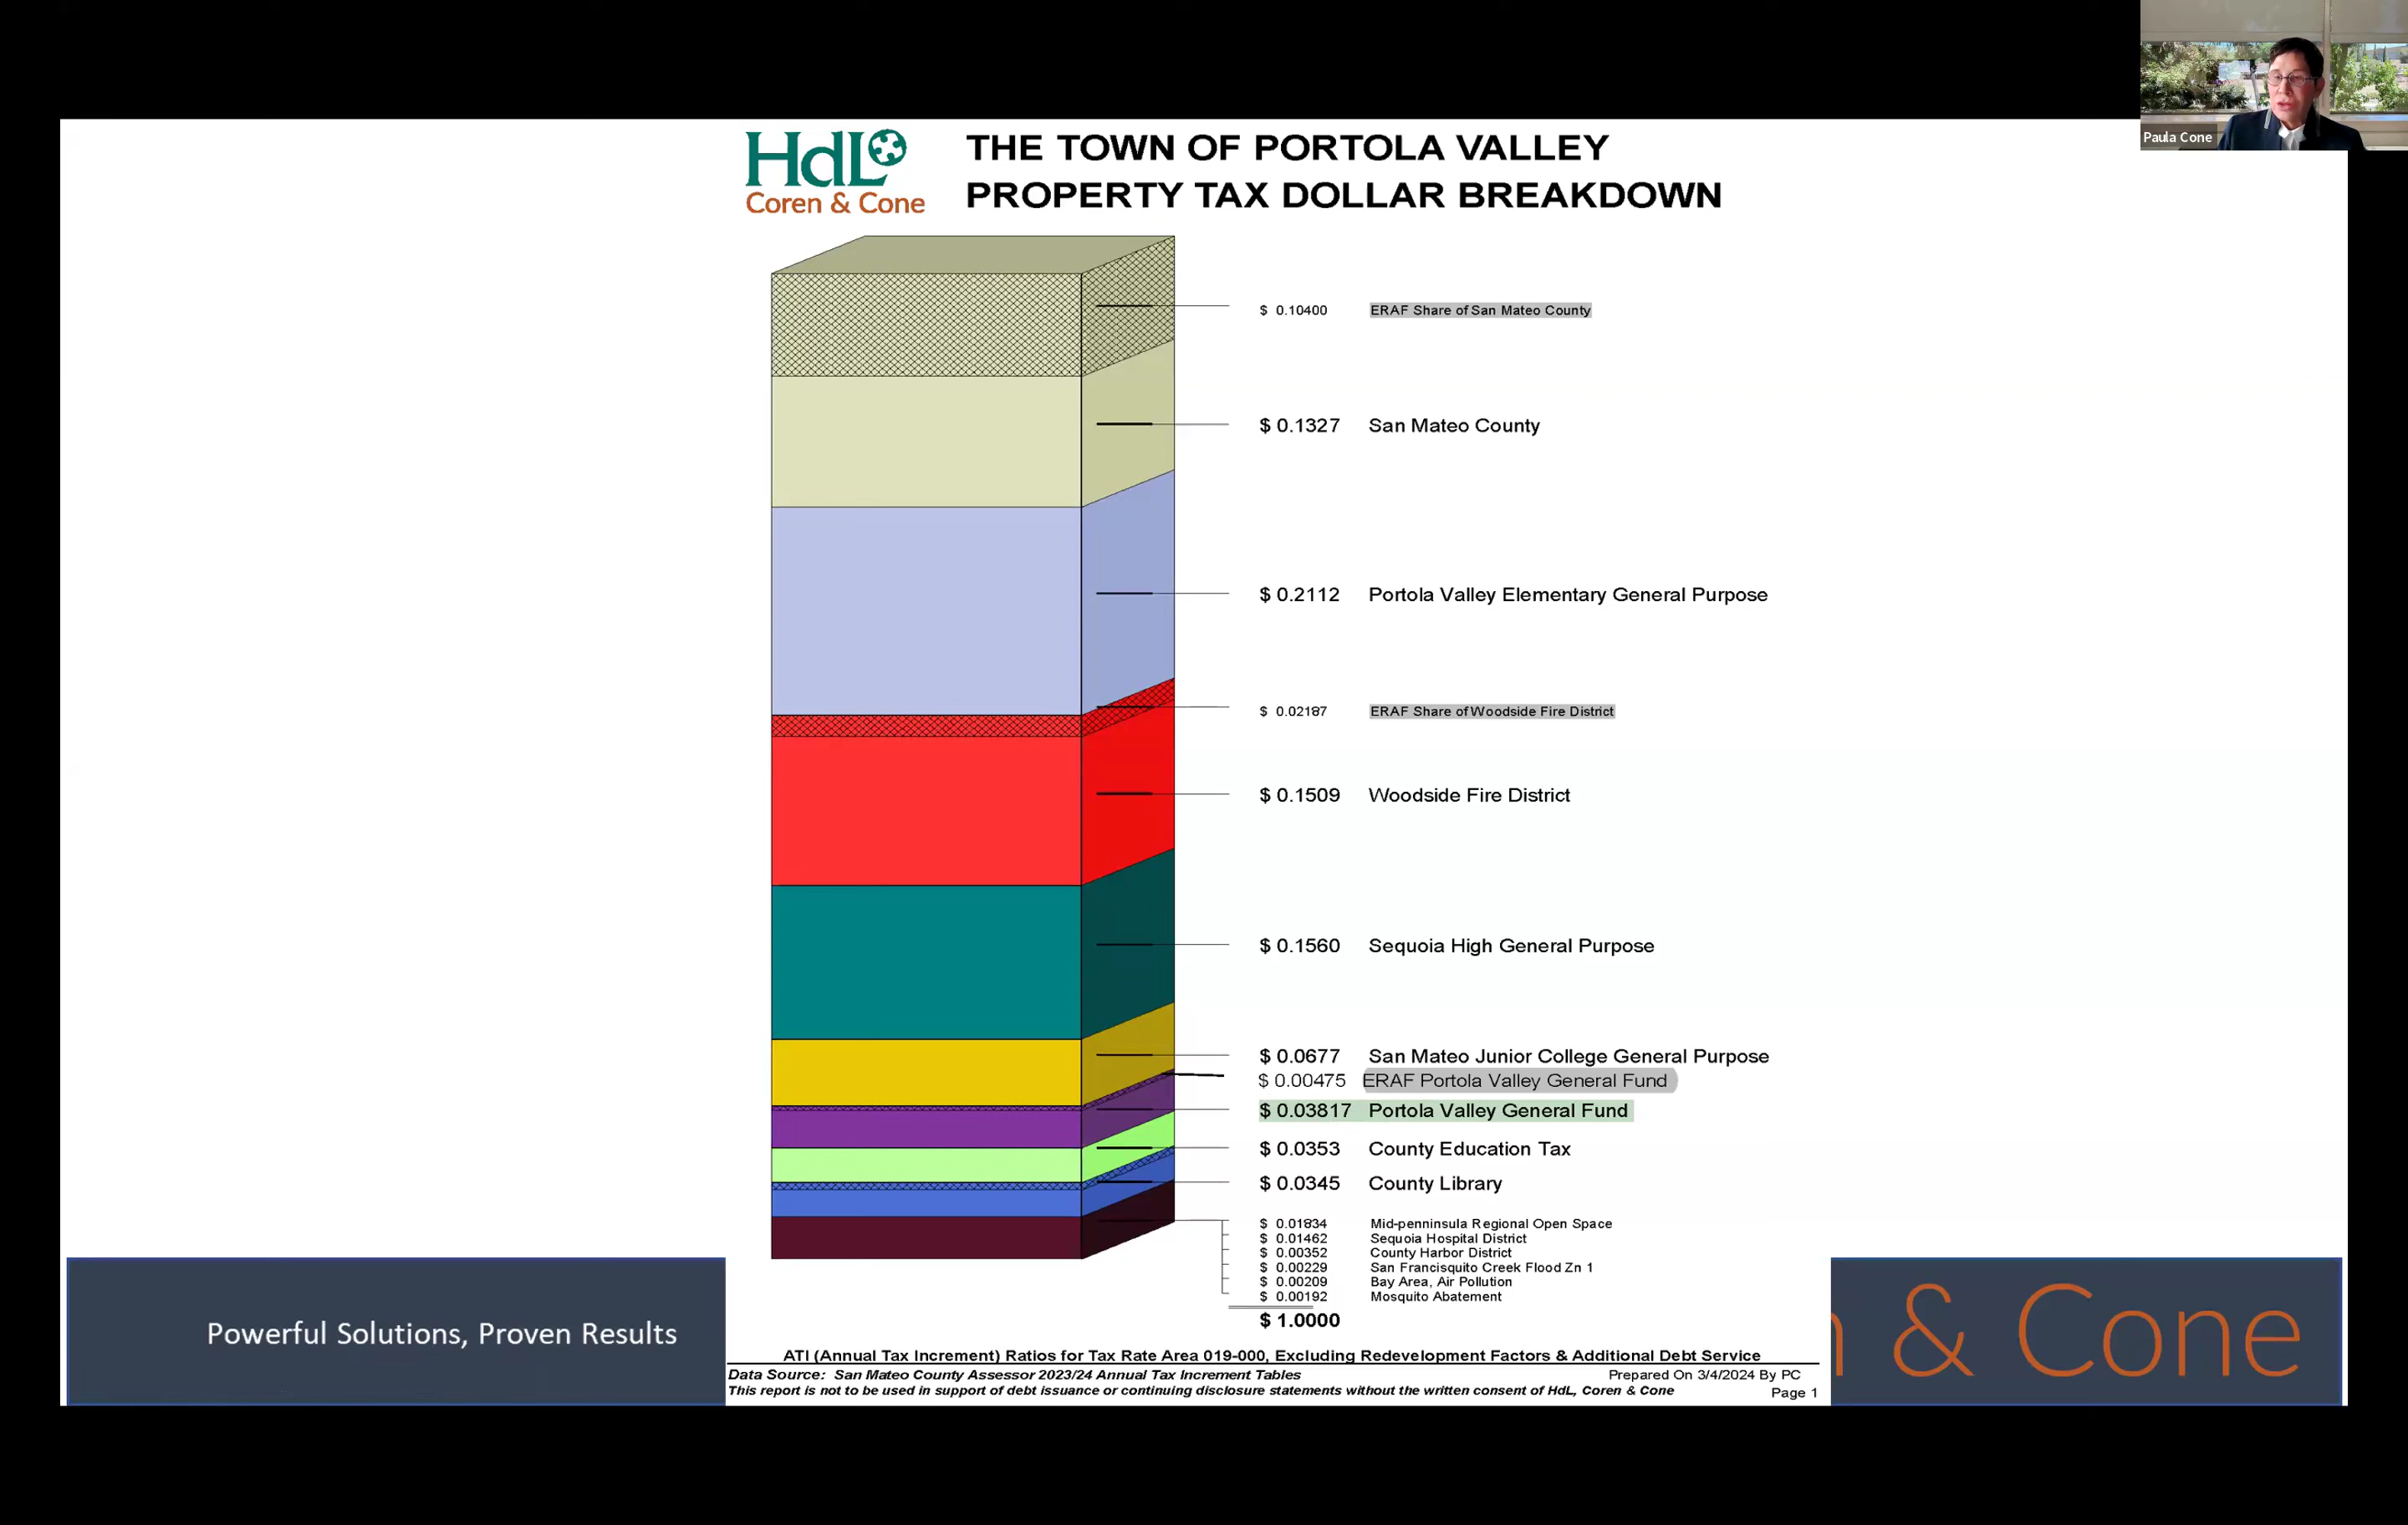 Paula Cone
HdL
Coren & Cone
THE TOWN OF PORTOLA VALLEY
PROPERTY TAX DOLLAR BREAKDOWN
$ 0.10400 ERAF Share of San Mateo County
$ 0.1327 San Mateo County
$ 0.2112 Portola Valley Elementary General Purpose
$ 0.02187 ERAF Share of Woodside Fire District
$ 0.1509 Woodside Fire District
$ 0.1560 Sequoia High General Purpose
$ 0.0677 San Mateo Junior College General Purpose
$ 0.00475 ERAF Portola Valley General Fund
$ 0.03817 Portola Valley General Fund
$ 0.0353 County Education Tax
$ 0.0345 County Library
$ 0.01834 Mid-penninsula Regional Open Space
$ 0.01462 Sequoia Hospital District
$ 0.00352 County Harbor District
$ 0.00229 San Francisquito Creek Flood Zn 1
$ 0.00209 Bay Area, Air Pollution
$ 0.00192 Mosquito Abatement
$ 1.0000
Powerful Solutions, Proven Results
n & Cone
ATI (Annual Tax Increment) Ratios for Tax Rate Area 019-000, Excluding Redevelopment Factors & Additional Debt Service
Data Source: San Mateo County Assessor 2023/24 Annual Tax Increment Tables Prepared On 3/4/2024 By PC
This report is not to be used in support of debt issuance or continuing disclosure statements without the written consent of HdL, Coren & Cone Page 1